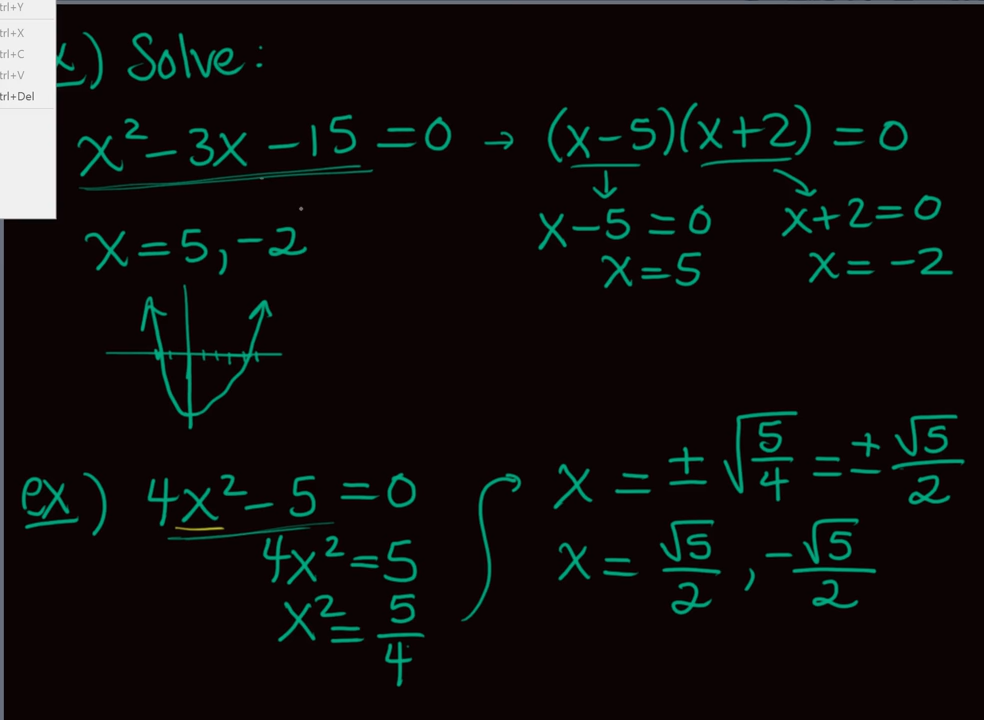 trl+Y
trl+X
trl+C
trl+V
trl+Del
x) Solve:
x² - 3x - 15 = 0 → (x-5)(x+2) = 0
x-5=0
x=5
x+2=0
x=-2
x=5,-2
ex) 4x²-5=0
4x²=5
x²=5/4
x = ±√(5/4) = ±√5/2
x = √5/2, -√5/2